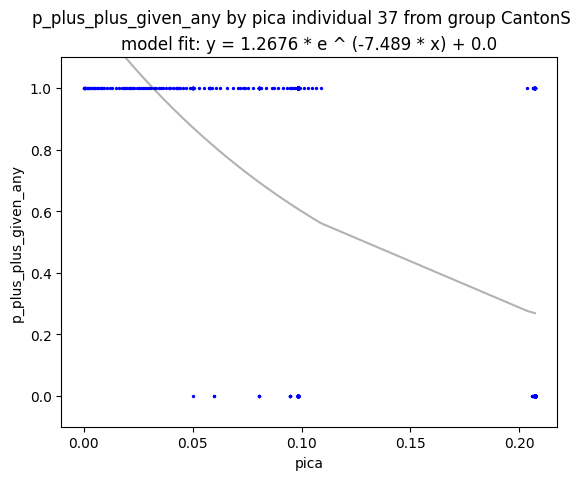 p_plus_plus_given_any by pica individual 37 from group CantonS
model fit: y = 1.2676 * e ^ (-7.489 * x) + 0.0
1.0
0.8
0.6
0.4
0.2
0.0
p_plus_plus_given_any
0.00 0.05 0.10 0.15 0.20
pica